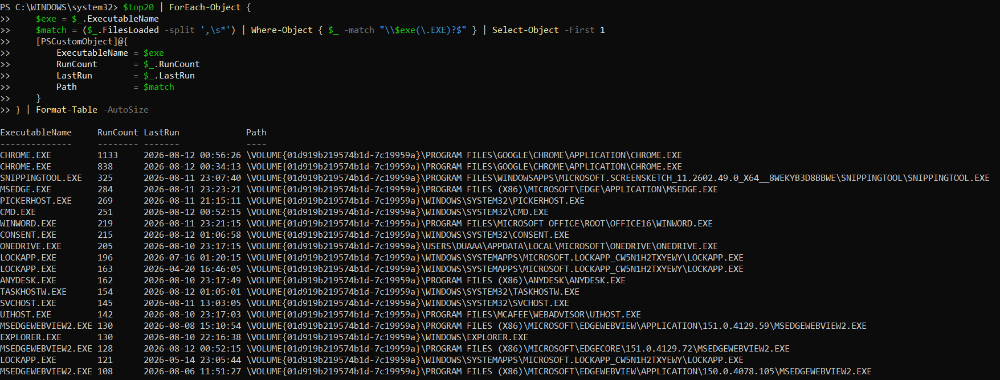 PS C:\WINDOWS\system32> $top20 | ForEach-Object {
>>     $exe = $_.ExecutableName
>>     $match = ($_.FilesLoaded -split ',\s*') | Where-Object { $_ -match "\\$exe(\.EXE)?$" } | Select-Object -First 1
>>     [PSCustomObject]@{
>>         ExecutableName = $exe
>>         RunCount       = $_.RunCount
>>         LastRun        = $_.LastRun
>>         Path           = $match
>>     }
>> } | Format-Table -AutoSize

ExecutableName     RunCount LastRun             Path
--------------     -------- -------             ----
CHROME.EXE         1133     2026-08-12 00:56:26 \VOLUME{01d919b219574b1d-7c19959a}\PROGRAM FILES\GOOGLE\CHROME\APPLICATION\CHROME.EXE
CHROME.EXE         838      2026-08-12 00:34:13 \VOLUME{01d919b219574b1d-7c19959a}\PROGRAM FILES\GOOGLE\CHROME\APPLICATION\CHROME.EXE
SNIPPINGTOOL.EXE   325      2026-08-11 23:07:40 \VOLUME{01d919b219574b1d-7c19959a}\PROGRAM FILES\WINDOWSAPPS\MICROSOFT.SCREENSKETCH_11.2602.49.0_X64__8WEKYB3D8BBWE\SNIPPINGTOOL\SNIPPINGTOOL.EXE
MSEDGE.EXE         284      2026-08-11 23:23:21 \VOLUME{01d919b219574b1d-7c19959a}\PROGRAM FILES (X86)\MICROSOFT\EDGE\APPLICATION\MSEDGE.EXE
PICKERHOST.EXE     269      2026-08-11 21:15:11 \VOLUME{01d919b219574b1d-7c19959a}\WINDOWS\SYSTEM32\PICKERHOST.EXE
CMD.EXE            251      2026-08-12 00:52:15 \VOLUME{01d919b219574b1d-7c19959a}\WINDOWS\SYSTEM32\CMD.EXE
WINWORD.EXE        219      2026-08-11 23:21:15 \VOLUME{01d919b219574b1d-7c19959a}\PROGRAM FILES\MICROSOFT OFFICE\ROOT\OFFICE16\WINWORD.EXE
CONSENT.EXE        215      2026-08-12 01:06:58 \VOLUME{01d919b219574b1d-7c19959a}\WINDOWS\SYSTEM32\CONSENT.EXE
ONEDRIVE.EXE       205      2026-08-10 23:17:15 \VOLUME{01d919b219574b1d-7c19959a}\USERS\DUAAA\APPDATA\LOCAL\MICROSOFT\ONEDRIVE\ONEDRIVE.EXE
LOCKAPP.EXE        196      2026-07-16 01:20:15 \VOLUME{01d919b219574b1d-7c19959a}\WINDOWS\SYSTEMAPPS\MICROSOFT.LOCKAPP_CW5N1H2TXYEWY\LOCKAPP.EXE
LOCKAPP.EXE        163      2026-04-20 16:46:05 \VOLUME{01d919b219574b1d-7c19959a}\WINDOWS\SYSTEMAPPS\MICROSOFT.LOCKAPP_CW5N1H2TXYEWY\LOCKAPP.EXE
ANYDESK.EXE        162      2026-08-10 23:17:49 \VOLUME{01d919b219574b1d-7c19959a}\PROGRAM FILES (X86)\ANYDESK\ANYDESK.EXE
TASKHOSTW.EXE      154      2026-08-12 01:05:01 \VOLUME{01d919b219574b1d-7c19959a}\WINDOWS\SYSTEM32\TASKHOSTW.EXE
SVCHOST.EXE        145      2026-08-11 13:03:05 \VOLUME{01d919b219574b1d-7c19959a}\WINDOWS\SYSTEM32\SVCHOST.EXE
UIHOST.EXE         142      2026-08-10 23:17:03 \VOLUME{01d919b219574b1d-7c19959a}\PROGRAM FILES\MCAFEE\WEBADVISOR\UIHOST.EXE
MSEDGEWEBVIEW2.EXE 130      2026-08-08 15:10:54 \VOLUME{01d919b219574b1d-7c19959a}\PROGRAM FILES (X86)\MICROSOFT\EDGEWEBVIEW\APPLICATION\151.0.4129.59\MSEDGEWEBVIEW2.EXE
EXPLORER.EXE       130      2026-08-10 22:16:38 \VOLUME{01d919b219574b1d-7c19959a}\WINDOWS\EXPLORER.EXE
MSEDGEWEBVIEW2.EXE 128      2026-08-12 00:52:15 \VOLUME{01d919b219574b1d-7c19959a}\PROGRAM FILES (X86)\MICROSOFT\EDGECORE\151.0.4129.72\MSEDGEWEBVIEW2.EXE
LOCKAPP.EXE        121      2026-05-14 23:05:44 \VOLUME{01d919b219574b1d-7c19959a}\WINDOWS\SYSTEMAPPS\MICROSOFT.LOCKAPP_CW5N1H2TXYEWY\LOCKAPP.EXE
MSEDGEWEBVIEW2.EXE 108      2026-08-06 11:51:27 \VOLUME{01d919b219574b1d-7c19959a}\PROGRAM FILES (X86)\MICROSOFT\EDGEWEBVIEW\APPLICATION\150.0.4078.105\MSEDGEWEBVIEW2.EXE